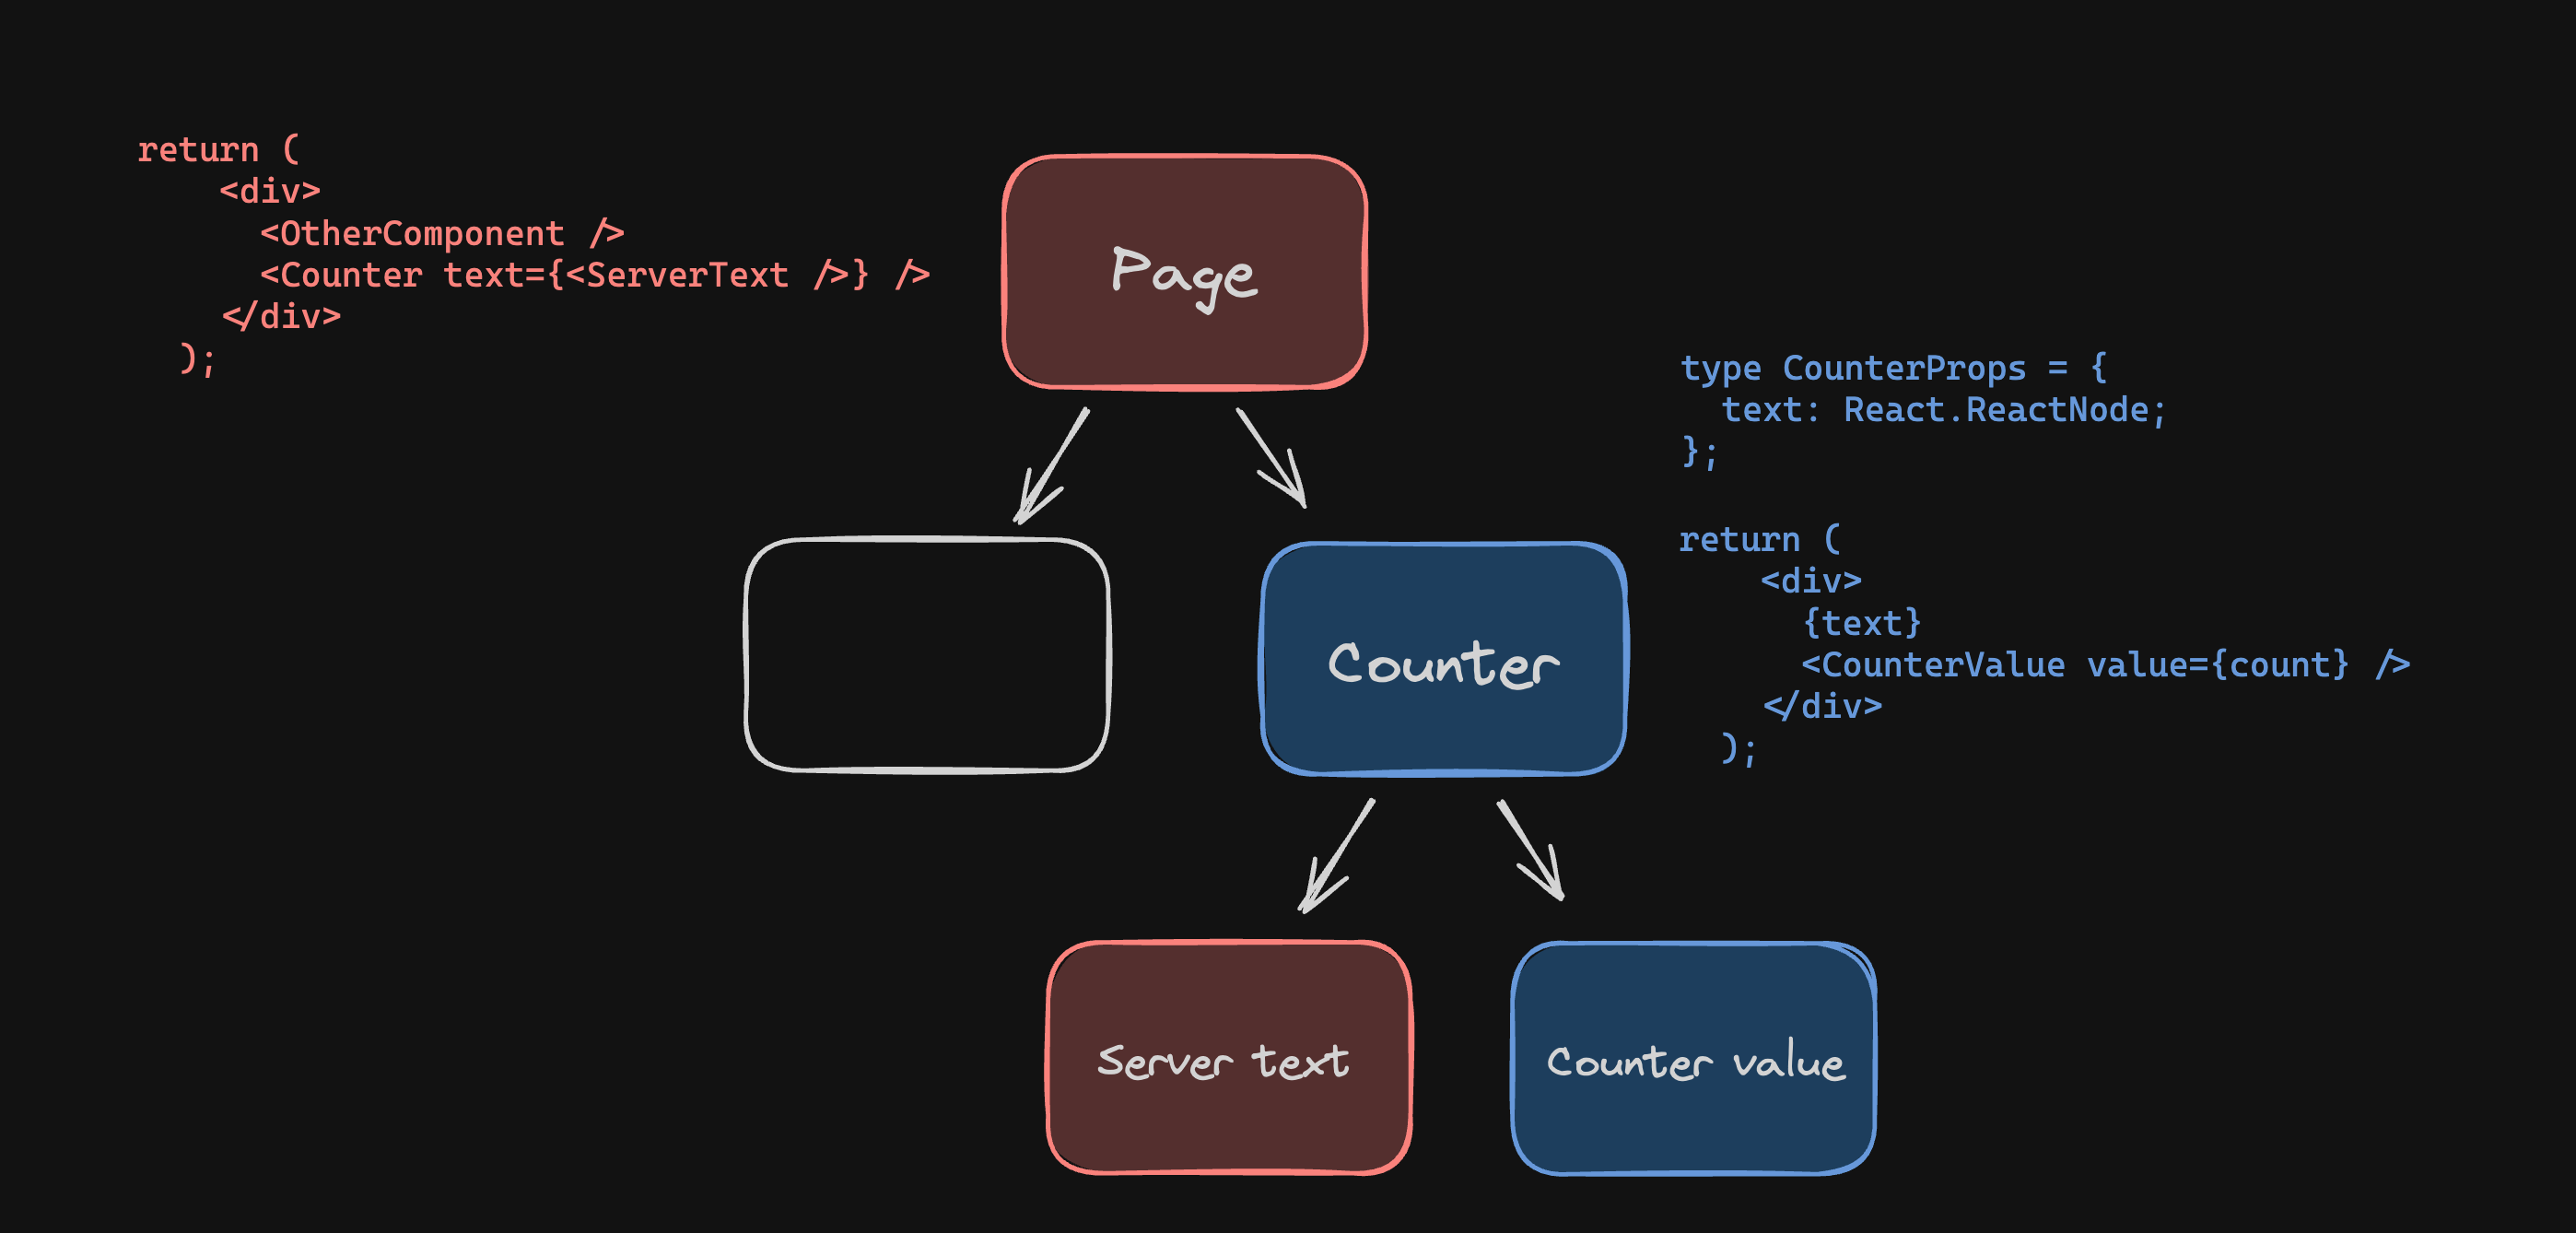 return (
<div>
<OtherComponent />
<Counter text={<ServerText />} />
</div>
);
Page
type CounterProps = {
text: React.ReactNode;
};
return (
<div>
{text}
<CounterValue value={count} />
</div>
);
Counter
Server text
Counter value